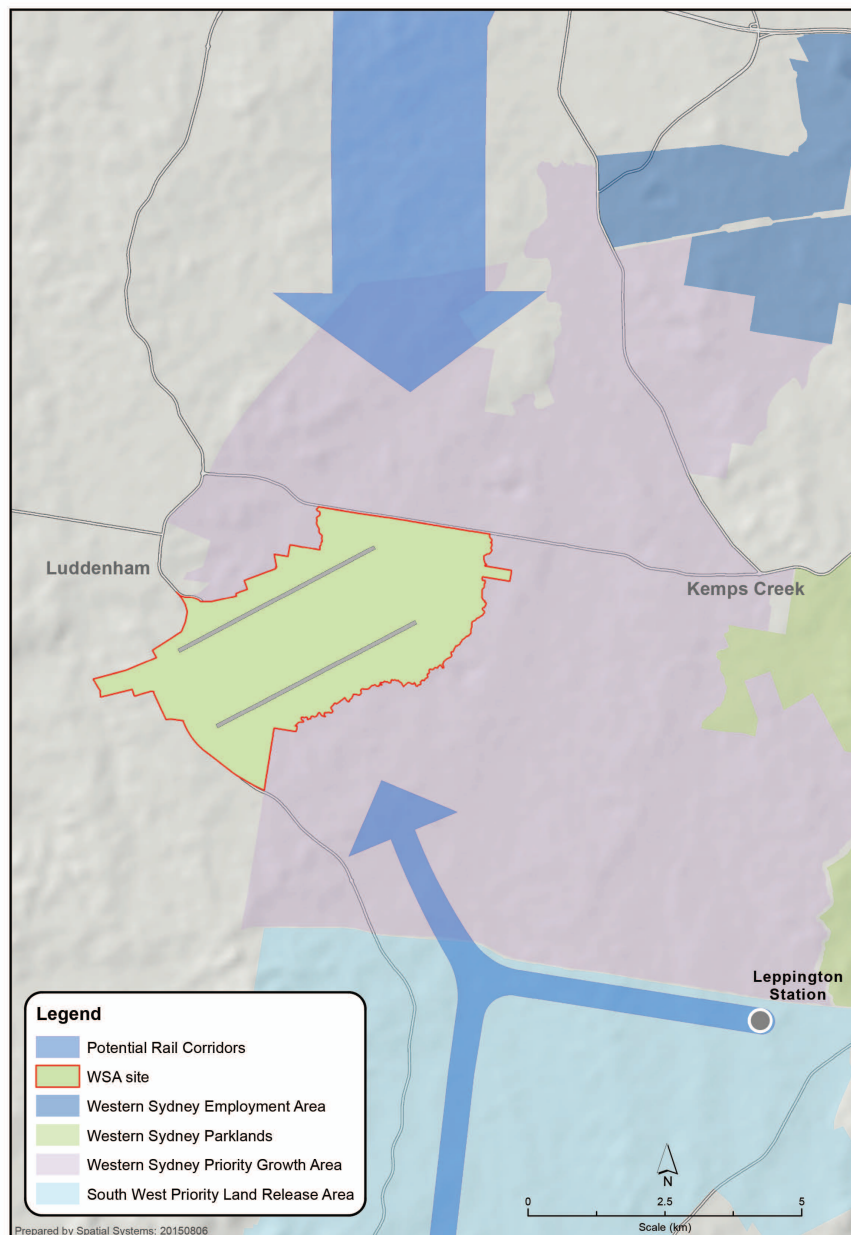 Luddenham
Kemps Creek
Leppington
Station
Legend
Potential Rail Corridors
WSA site
Western Sydney Employment Area
Western Sydney Parklands
Western Sydney Priority Growth Area
South West Priority Land Release Area
N
0
2.5
5
Scale (km)
Prepared by Spatial Systems: 20150806